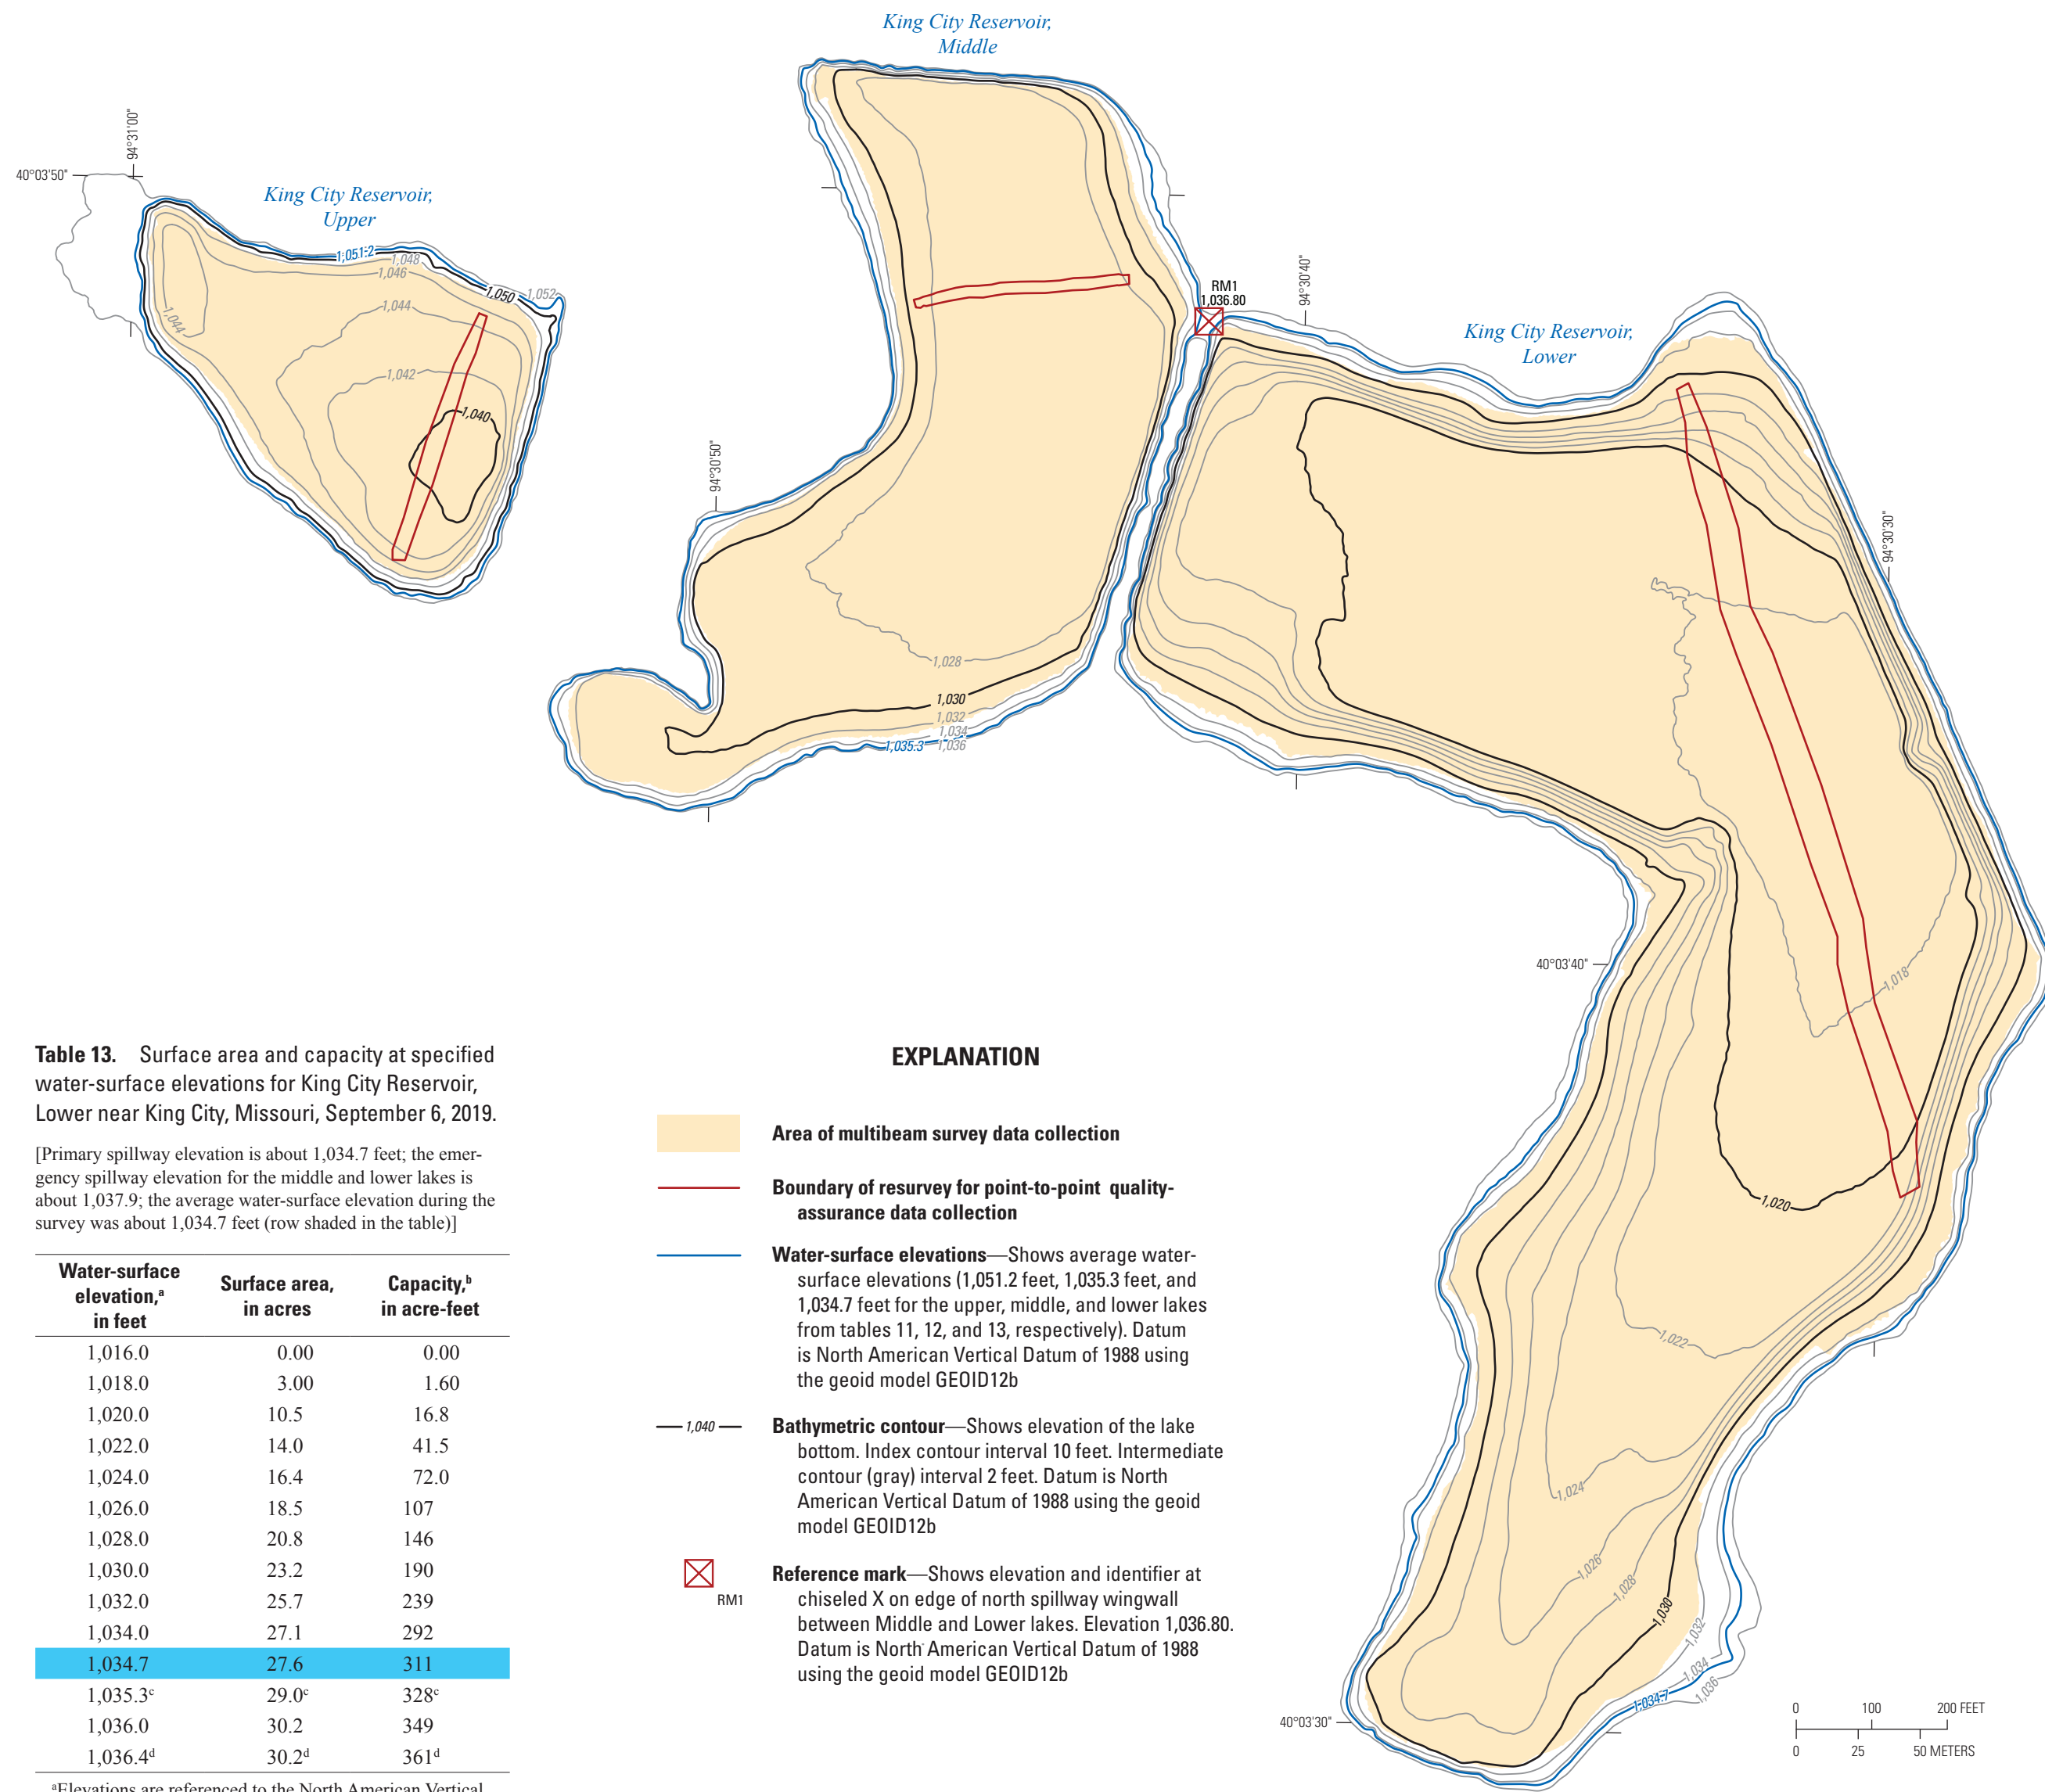 King City Reservoir,
Middle
94°31'00"
40°03'50"
King City Reservoir,
Upper
1,051.2
1,048
1,046
1,050
1,052
1,044
1,044
1,042
1,040
RM1
1,036.80
94°30'40"
King City Reservoir,
Lower
94°30'50"
94°30'30"
1,028
1,030
1,032
1,034
1,035.3
1,036
40°03'40"
1,018
1,020
1,022
1,024
1,026
1,028
1,030
1,032
1,034
1,036
1,034.7
40°03'30"
0 100 200 FEET
0 25 50 METERS
Table 13. Surface area and capacity at specified
water-surface elevations for King City Reservoir,
Lower near King City, Missouri, September 6, 2019.
[Primary spillway elevation is about 1,034.7 feet; the emer-
gency spillway elevation for the middle and lower lakes is
about 1,037.9; the average water-surface elevation during the
survey was about 1,034.7 feet (row shaded in the table)]
Water-surface
elevation,a
in feet
Surface area,
in acres
Capacity,b
in acre-feet
1,016.0 0.00 0.00
1,018.0 3.00 1.60
1,020.0 10.5 16.8
1,022.0 14.0 41.5
1,024.0 16.4 72.0
1,026.0 18.5 107
1,028.0 20.8 146
1,030.0 23.2 190
1,032.0 25.7 239
1,034.0 27.1 292
1,034.7 27.6 311
1,035.3c 29.0c 328c
1,036.0 30.2 349
1,036.4d 30.2d 361d
aElevations are referenced to the North American Vertical
EXPLANATION
Area of multibeam survey data collection
Boundary of resurvey for point-to-point quality-
assurance data collection
Water-surface elevations—Shows average water-
surface elevations (1,051.2 feet, 1,035.3 feet, and
1,034.7 feet for the upper, middle, and lower lakes
from tables 11, 12, and 13, respectively). Datum
is North American Vertical Datum of 1988 using
the geoid model GEOID12b
1,040
Bathymetric contour—Shows elevation of the lake
bottom. Index contour interval 10 feet. Intermediate
contour (gray) interval 2 feet. Datum is North
American Vertical Datum of 1988 using the geoid
model GEOID12b
RM1
Reference mark—Shows elevation and identifier at
chiseled X on edge of north spillway wingwall
between Middle and Lower lakes. Elevation 1,036.80.
Datum is North American Vertical Datum of 1988
using the geoid model GEOID12b